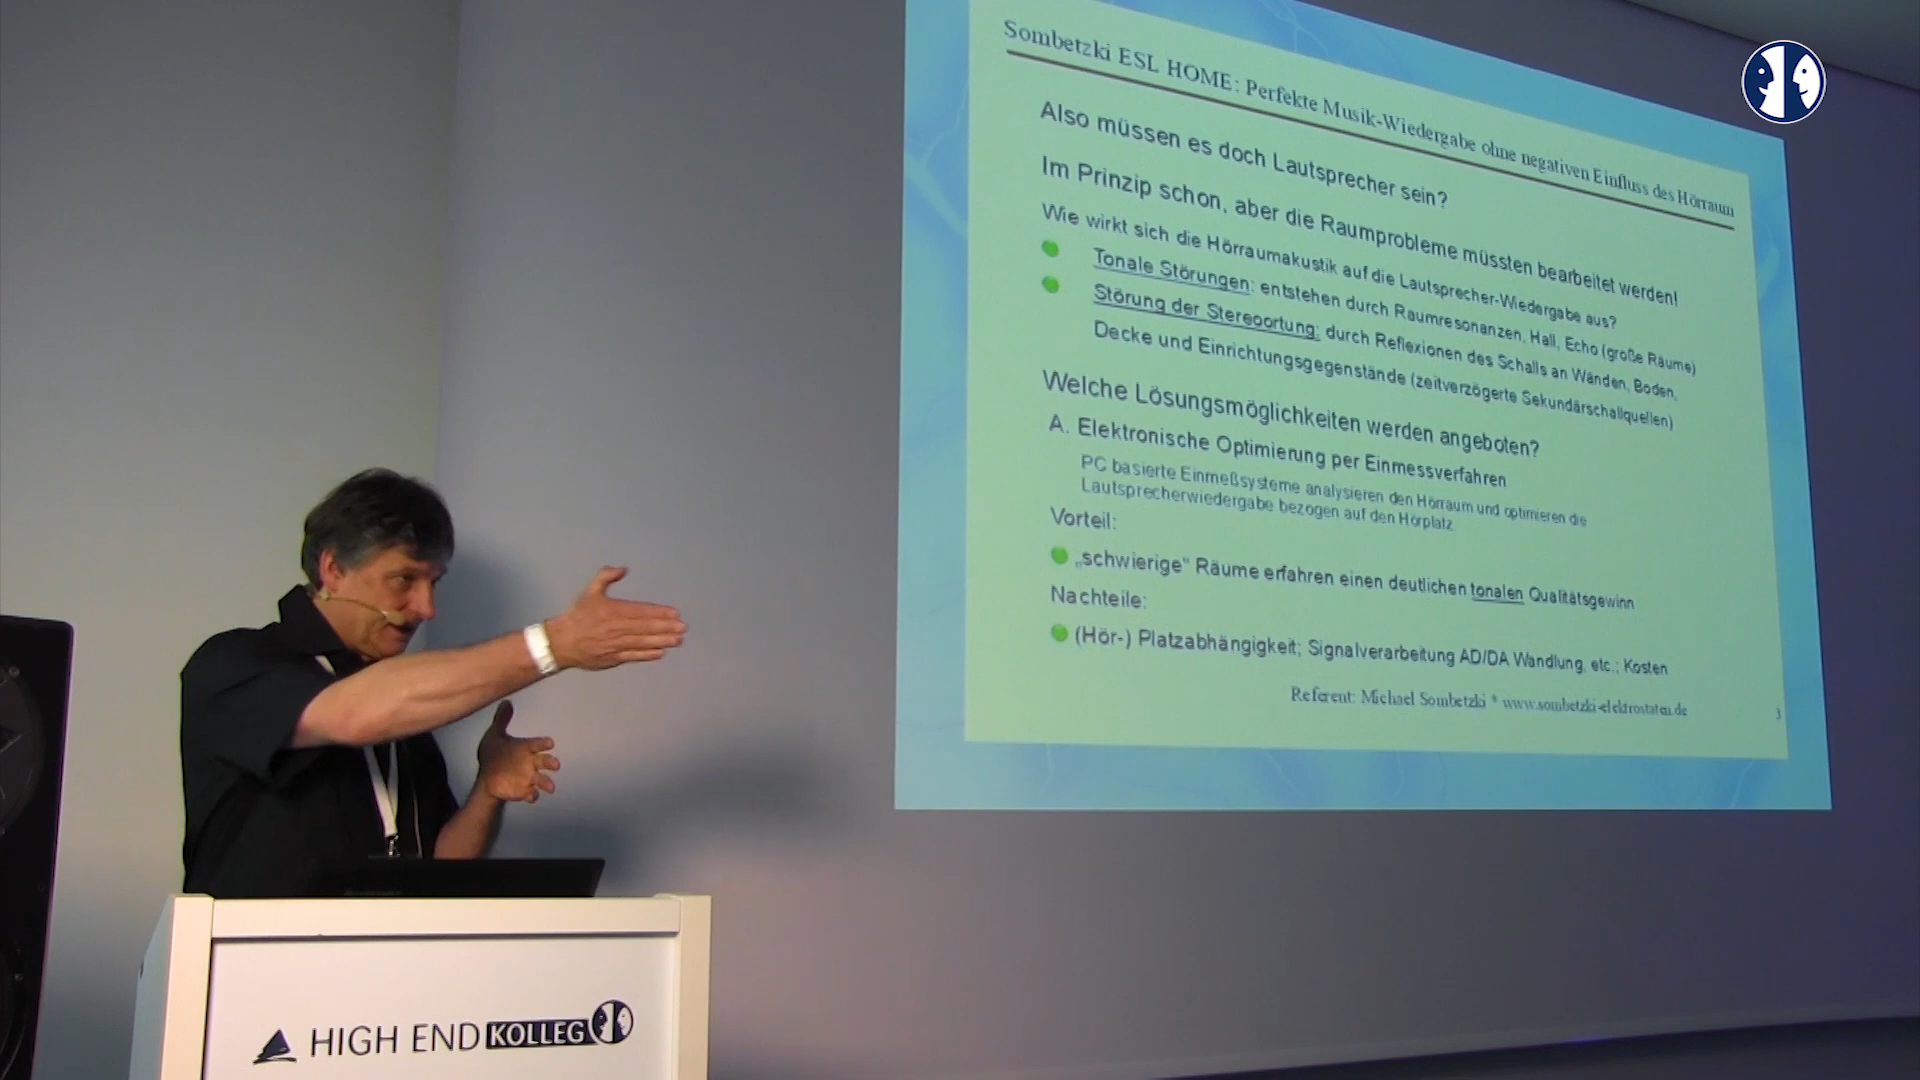 Sombetzki ESL HOME: Perfekte Musik-Wiedergabe ohne negativen Einfluss des Hörraum
Also müssen es doch Lautsprecher sein?
Im Prinzip schon, aber die Raumprobleme müssten bearbeitet werden!
Wie wirkt sich die Hörraumakustik auf die Lautsprecher-Wiedergabe aus?
Tonale Störungen: entstehen durch Raumresonanzen, Hall, Echo (große Räume)
Störung der Stereoortung: durch Reflexionen des Schalls an Wänden, Boden,
Decke und Einrichtungsgegenstände (zeitverzögerte Sekundärschallquellen)
Welche Lösungsmöglichkeiten werden angeboten?
A. Elektronische Optimierung per Einmessverfahren
PC basierte Einmeßsysteme analysieren den Hörraum und optimieren die
Lautsprecherwiedergabe bezogen auf den Hörplatz
Vorteil:
„schwierige“ Räume erfahren einen deutlichen tonalen Qualitätsgewinn
Nachteile:
(Hör-) Platzabhängigkeit; Signalverarbeitung AD/DA Wandlung, etc.; Kosten
Referent: Michael Sombetzki * www.sombetzki-elektrostaten.de
3
HIGH END KOLLEG